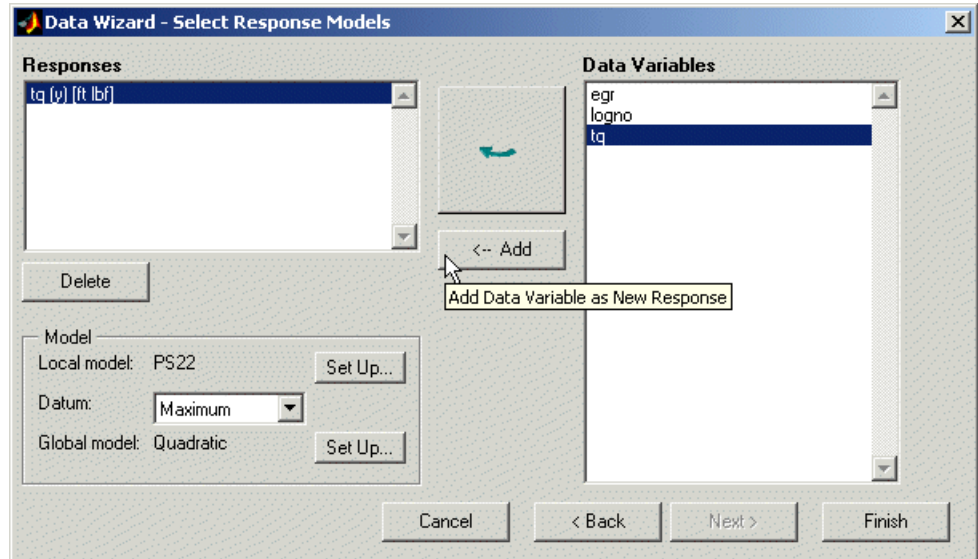 Data Wizard - Select Response Models
Responses
tq (y) [ft lbf]
Data Variables
egr
logno
tq
<-- Add
Add Data Variable as New Response
Delete
Model
Local model: PS22 Set Up...
Datum: Maximum
Global model: Quadratic Set Up...
Cancel
< Back
Next >
Finish